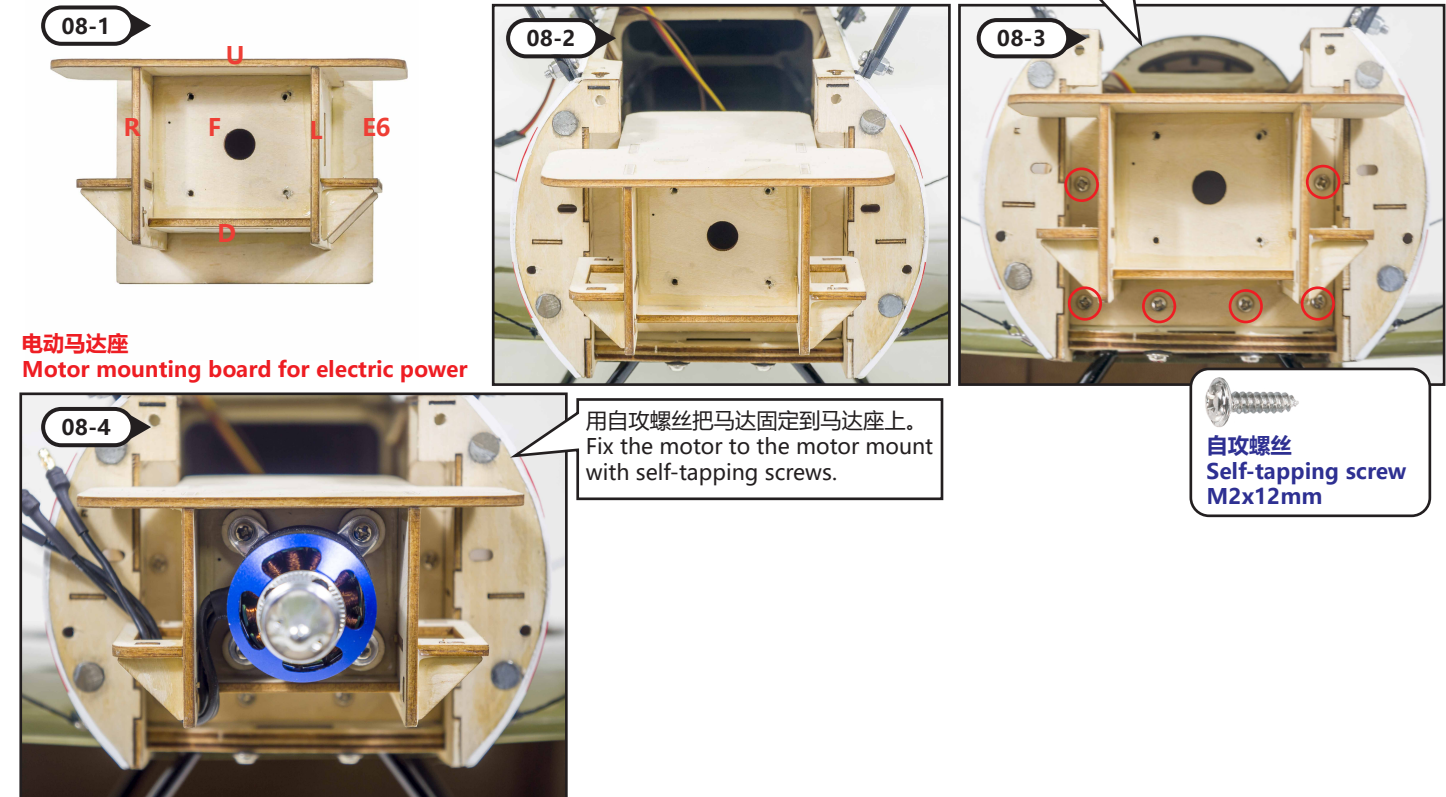 08-1
U
R
F
L
E6
D
电动马达座
Motor mounting board for electric power
08-2
08-3
自攻螺丝
Self-tapping screw
M2x12mm
08-4
用自攻螺丝把马达固定到马达座上。
Fix the motor to the motor mount
with self-tapping screws.